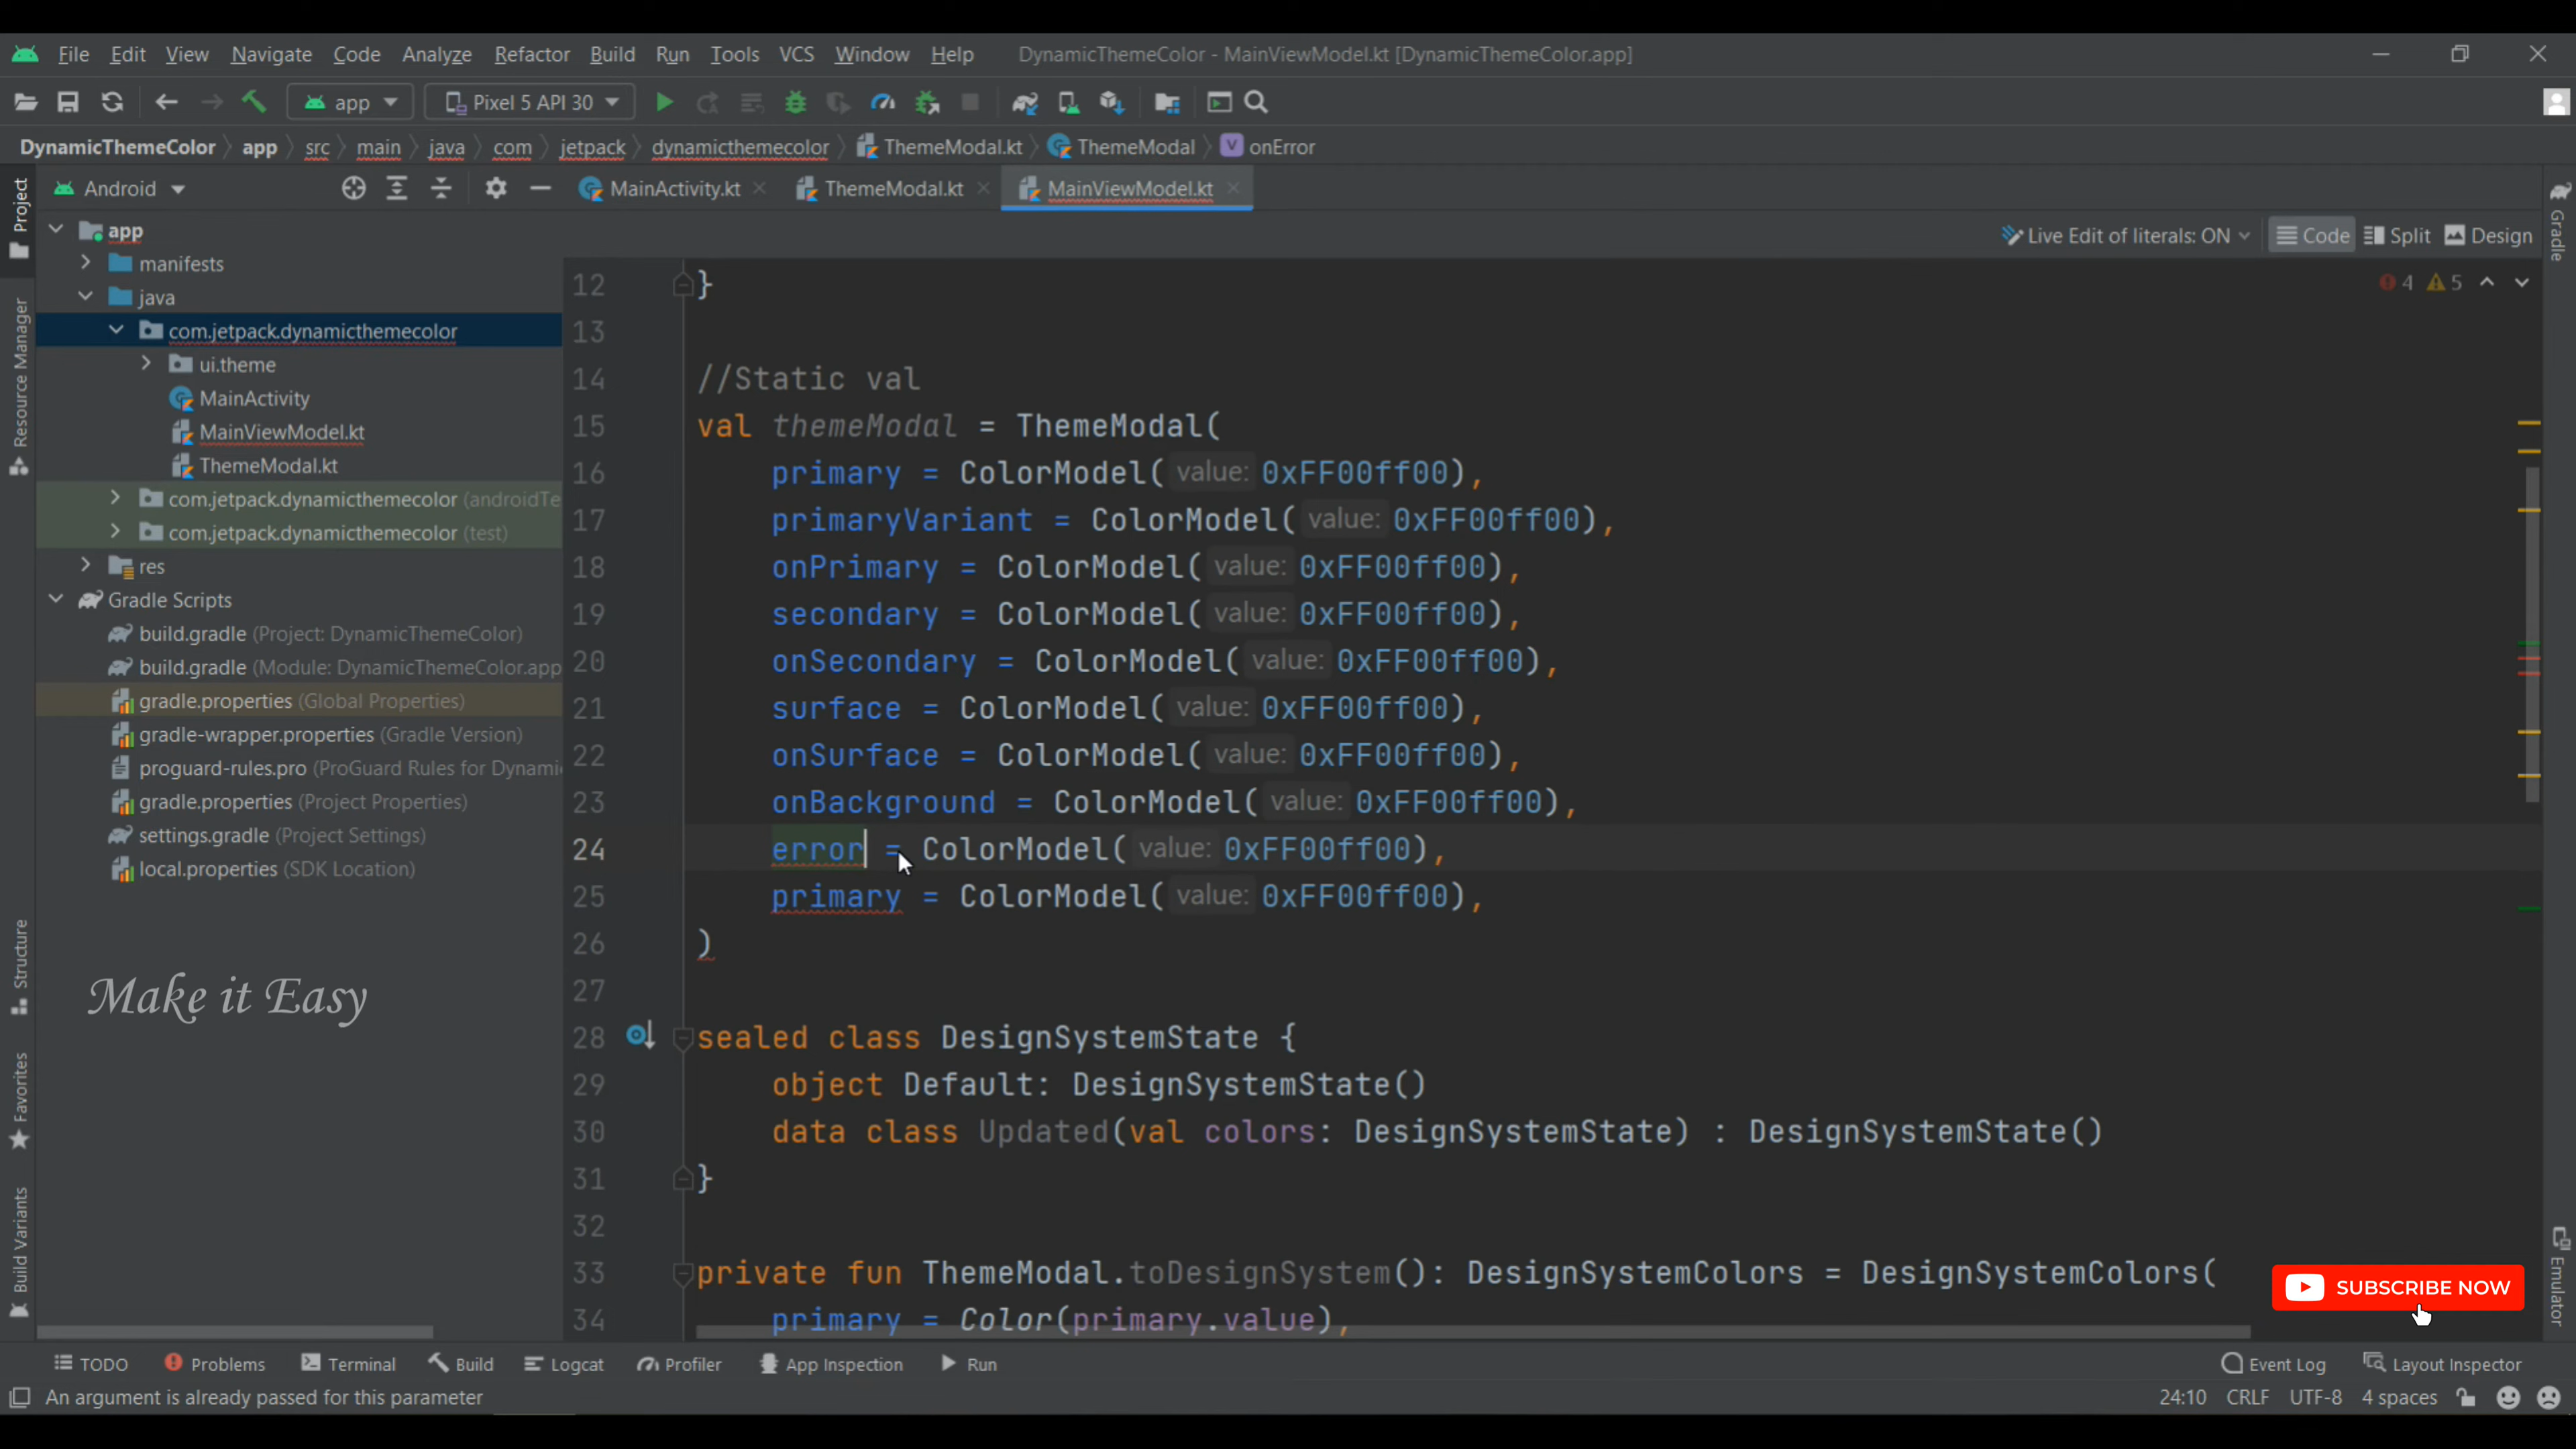 File Edit View Navigate Code Analyze Refactor Build Run Tools VCS Window Help DynamicThemeColor - MainViewModel.kt [DynamicThemeColor.app]
app Pixel 5 API 30
DynamicThemeColor app src main java com jetpack dynamicthemecolor ThemeModal.kt ThemeModal onError
Project
Android
MainActivity.kt ThemeModal.kt MainViewModel.kt
Gradle
Live Edit of literals: ON Code Split Design
app
manifests
java
com.jetpack.dynamicthemecolor
ui.theme
MainActivity
MainViewModel.kt
ThemeModal.kt
com.jetpack.dynamicthemecolor (androidTe
com.jetpack.dynamicthemecolor (test)
res
Gradle Scripts
build.gradle (Project: DynamicThemeColor)
build.gradle (Module: DynamicThemeColor.app
gradle.properties (Global Properties)
gradle-wrapper.properties (Gradle Version)
proguard-rules.pro (ProGuard Rules for Dynami
gradle.properties (Project Properties)
settings.gradle (Project Settings)
local.properties (SDK Location)
Make it Easy
Resource Manager
Structure
Favorites
Build Variants
4 5
12 }
13
14 //Static val
15 val themeModal = ThemeModal(
16 primary = ColorModel( value: 0xFF00ff00),
17 primaryVariant = ColorModel( value: 0xFF00ff00),
18 onPrimary = ColorModel( value: 0xFF00ff00),
19 secondary = ColorModel( value: 0xFF00ff00),
20 onSecondary = ColorModel( value: 0xFF00ff00),
21 surface = ColorModel( value: 0xFF00ff00),
22 onSurface = ColorModel( value: 0xFF00ff00),
23 onBackground = ColorModel( value: 0xFF00ff00),
24 error = ColorModel( value: 0xFF00ff00),
25 primary = ColorModel( value: 0xFF00ff00),
26 )
27
28 sealed class DesignSystemState {
29 object Default: DesignSystemState()
30 data class Updated(val colors: DesignSystemState) : DesignSystemState()
31 }
32
33 private fun ThemeModal.toDesignSystem(): DesignSystemColors = DesignSystemColors(
34 primary = Color(primary.value),
SUBSCRIBE NOW
Emulator
TODO Problems Terminal Build Logcat Profiler App Inspection Run Event Log Layout Inspector
An argument is already passed for this parameter 24:10 CRLF UTF-8 4 spaces